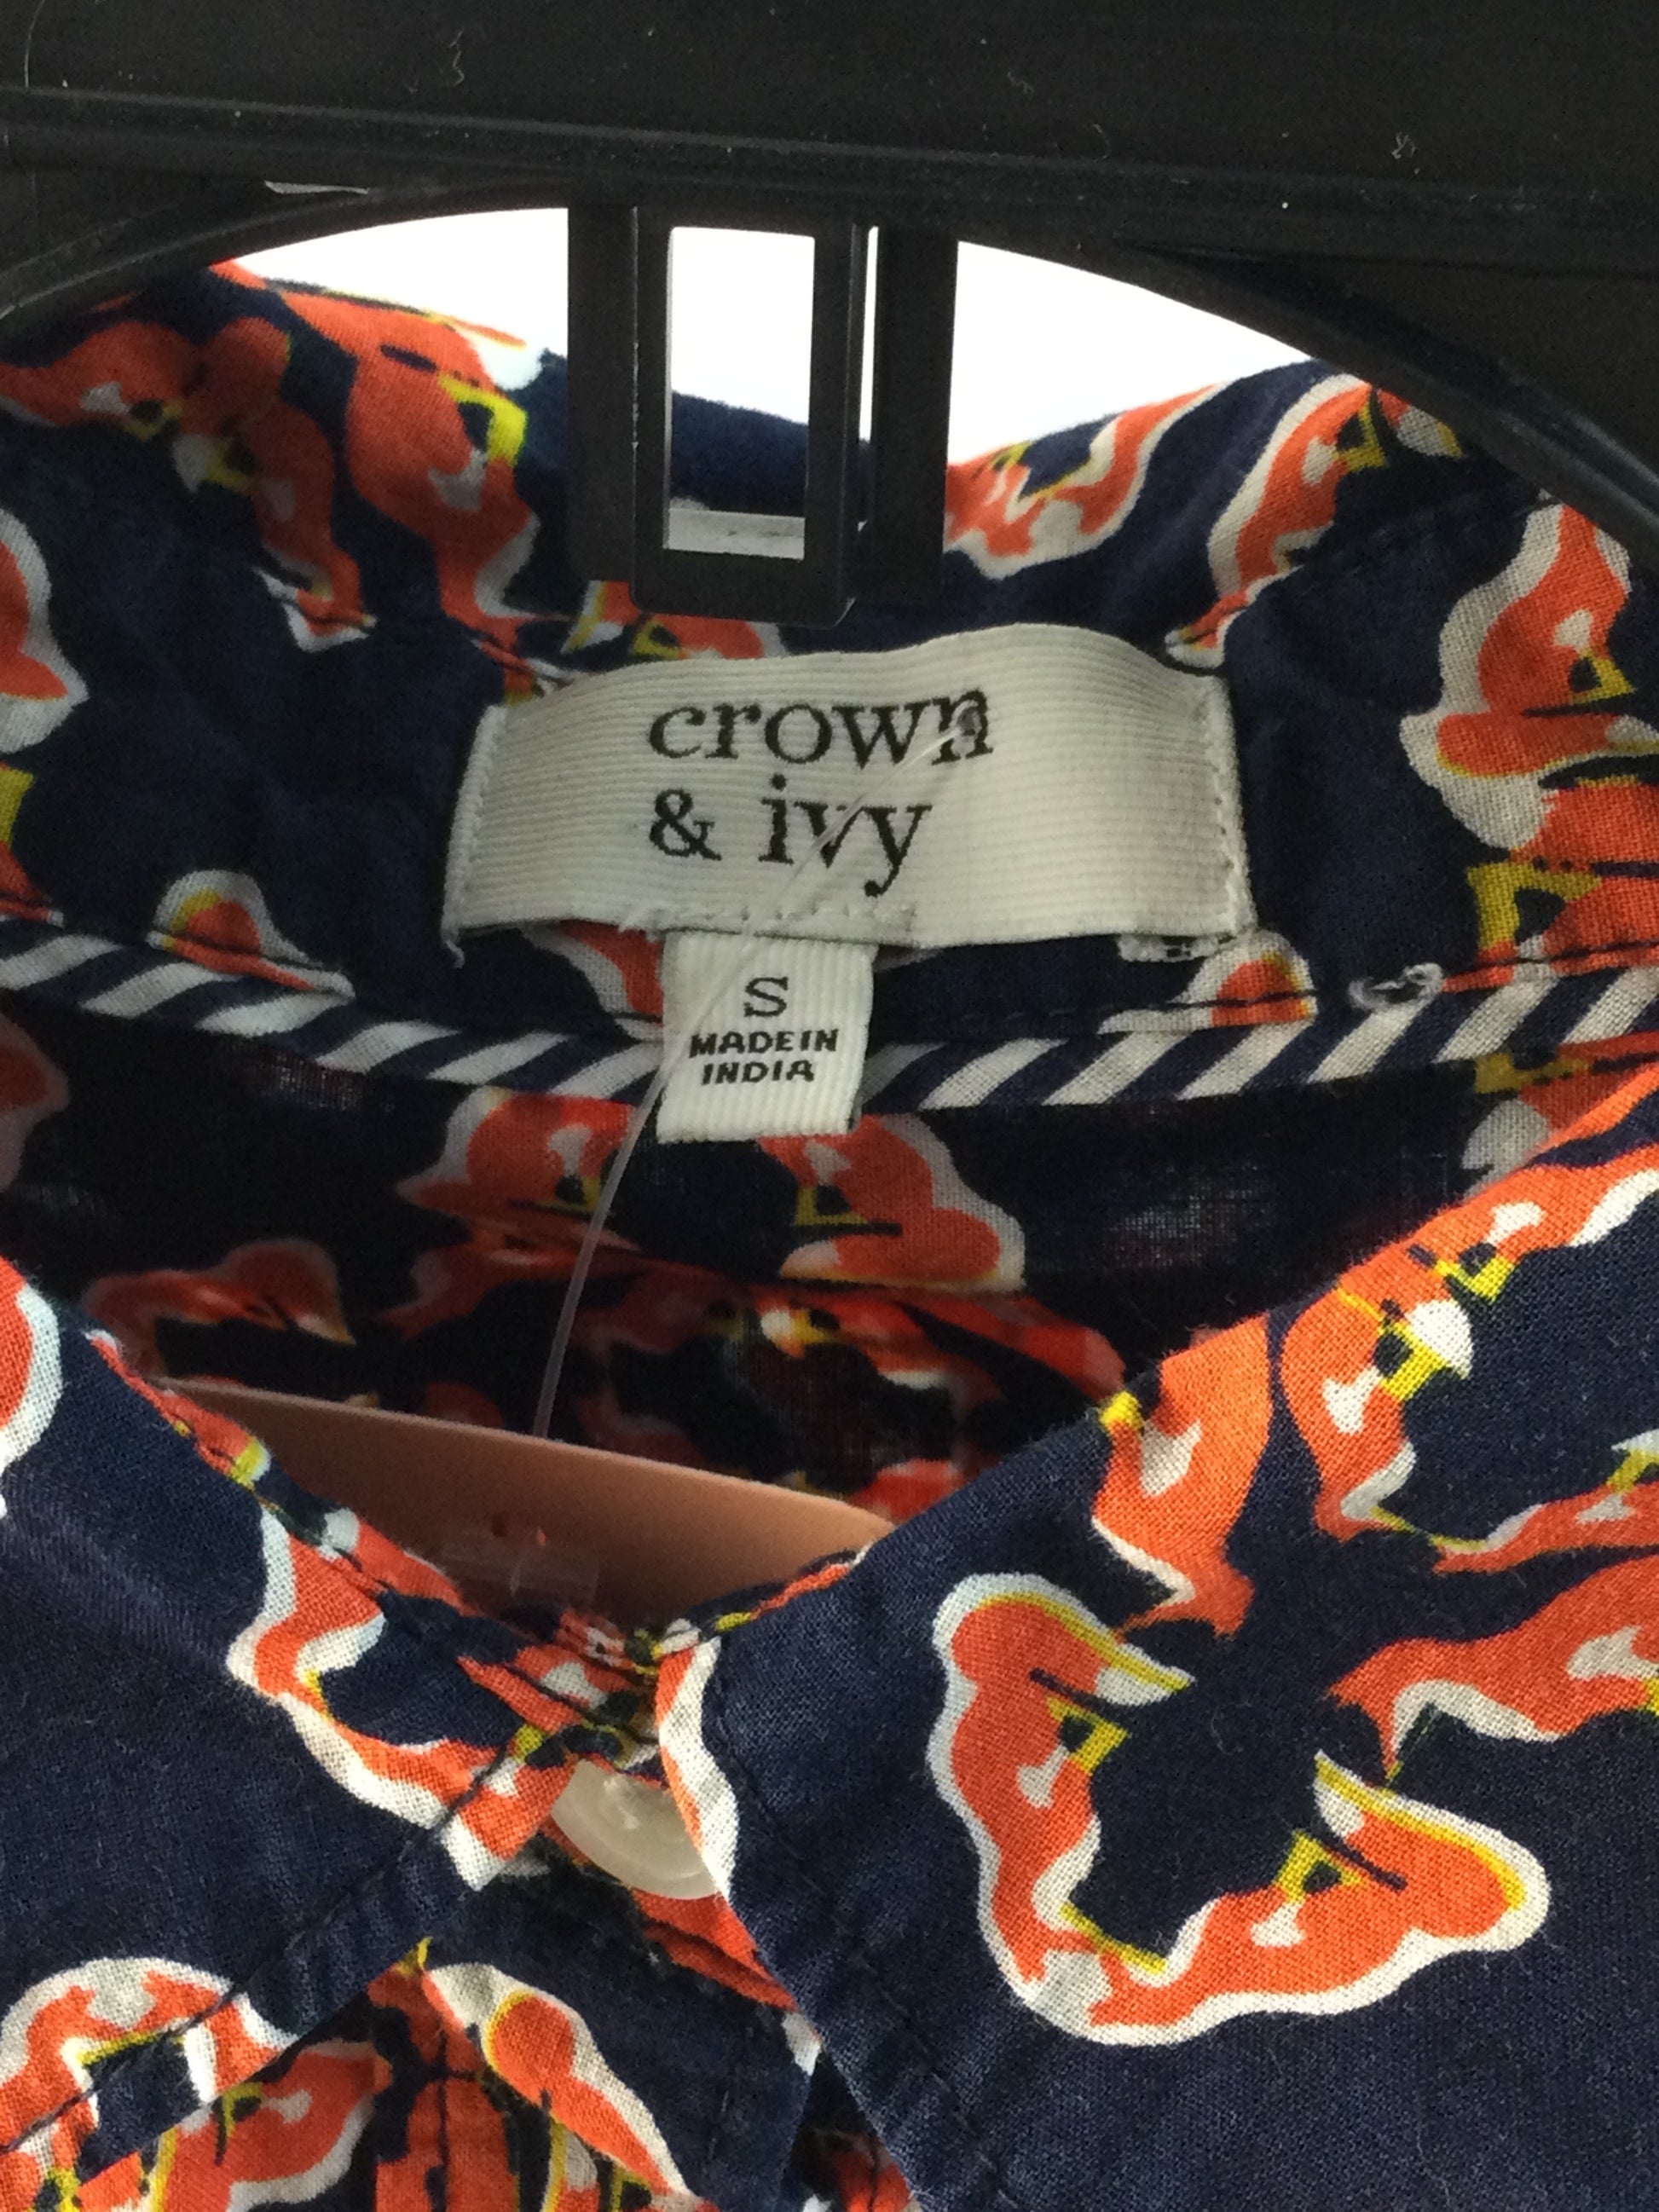 crown
& ivy
S
MADE IN
INDIA